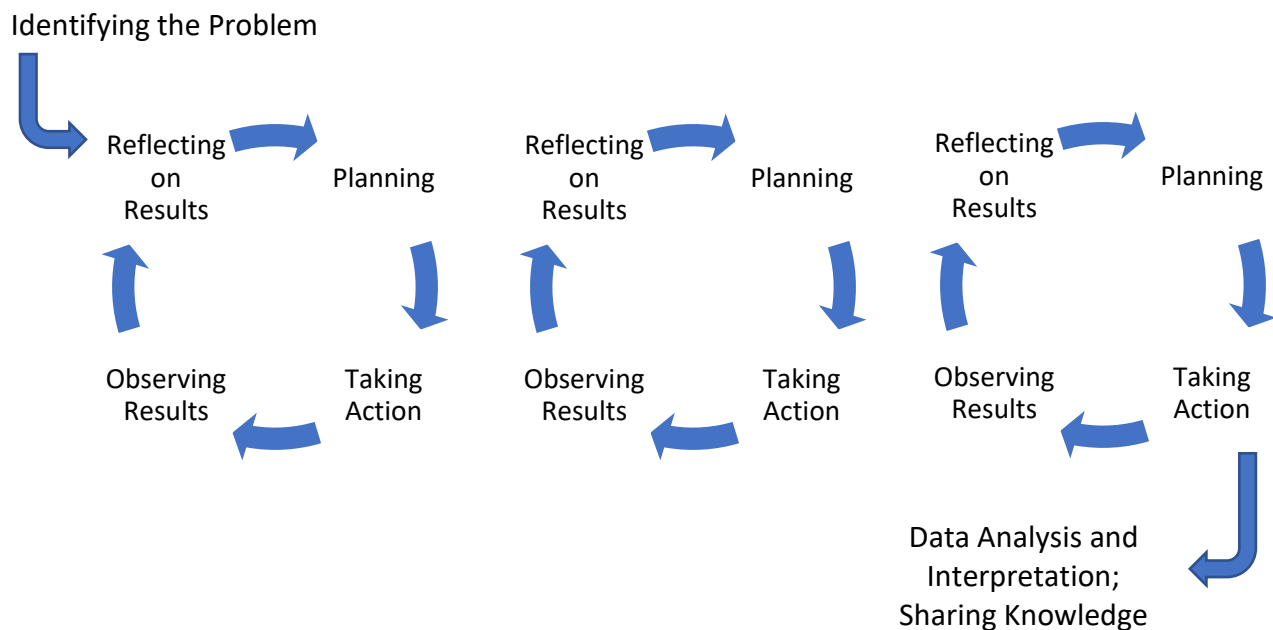 Identifying the Problem
Reflecting
on
Results
Planning
Taking
Action
Observing
Results
Reflecting
on
Results
Planning
Taking
Action
Observing
Results
Reflecting
on
Results
Planning
Taking
Action
Observing
Results
Data Analysis and
Interpretation;
Sharing Knowledge